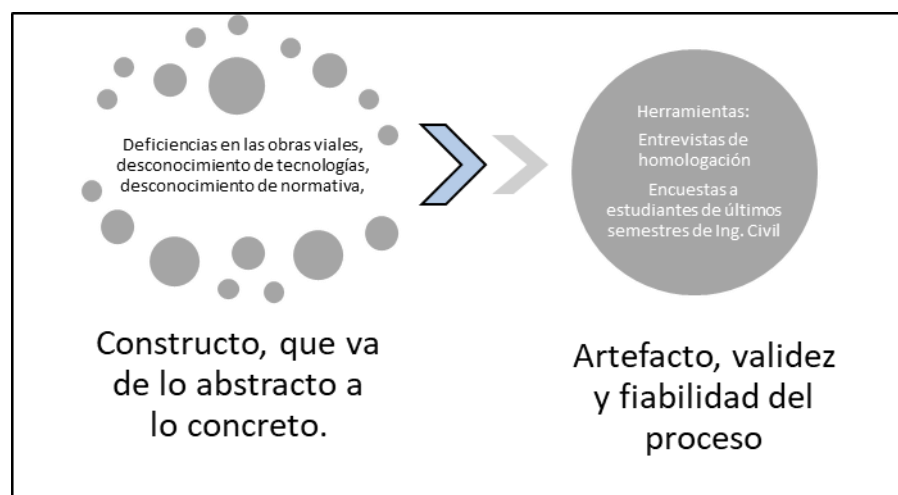 Deficiencias en las obras viales,
desconocimiento de tecnologías,
desconocimiento de normativa,
Herramientas:
Entrevistas de
homologación
Encuestas a
estudiantes de últimos
semestres de Ing. Civil
Constructo, que va
de lo abstracto a
lo concreto.
Artefacto, validez
y fiabilidad del
proceso